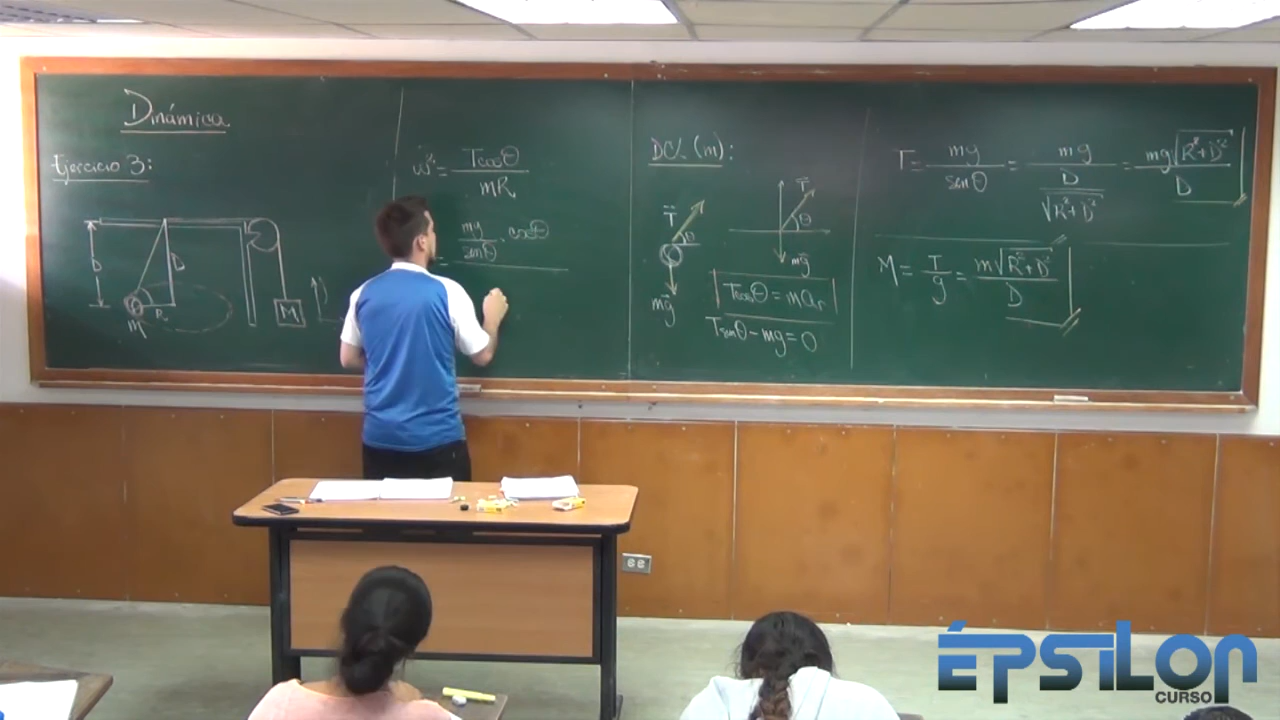 Dinámica
Ejercicio 3:
D
D
R
m
M
ω² = Tcosθ / mR
= mg / senθ · cosθ
DCL (m):
T
θ
mg
T
θ
mg
Tcosθ = mar
Tsenθ - mg = 0
T = mg / senθ = mg / (D / √R²+D²) = mg√R²+D² / D
M = T / g = m√R²+D² / D
ÉPSILON
CURSO